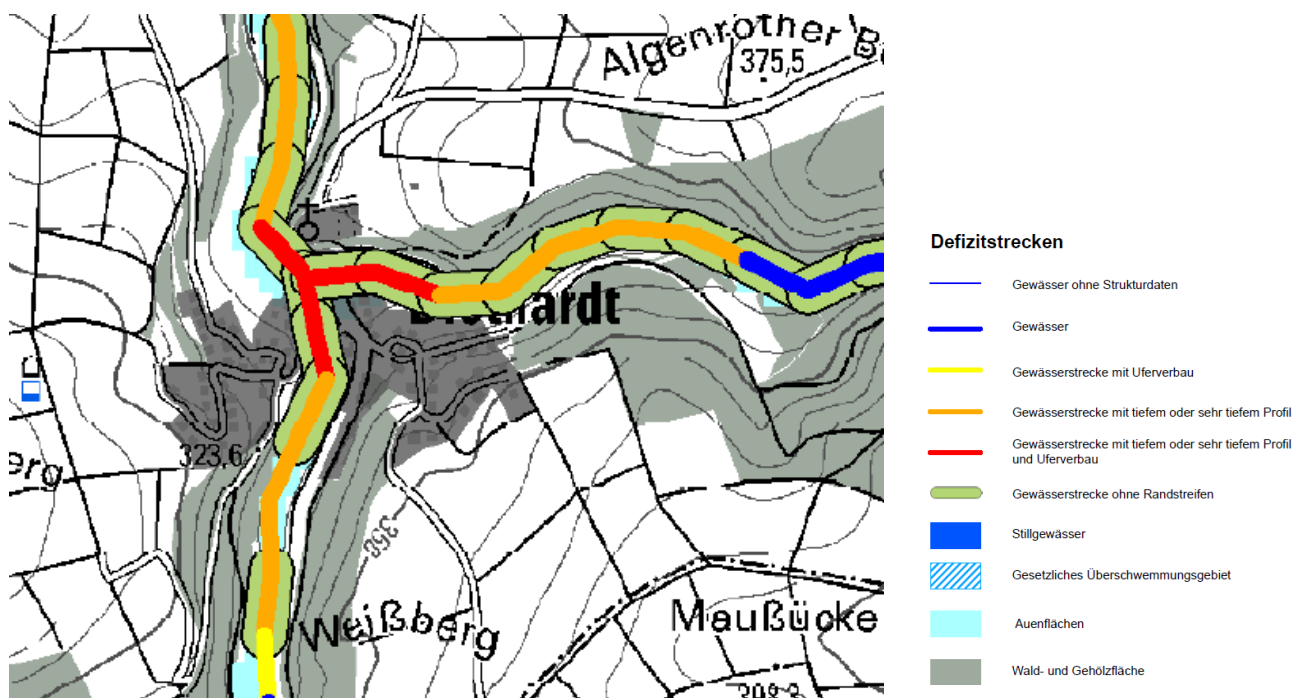 Algenrother B
375,5
323,6
erg
350
Weißberg
Maußücke
Defizitstrecken
Gewässer ohne Strukturdaten
Gewässer
Gewässerstrecke mit Uferverbau
Gewässerstrecke mit tiefem oder sehr tiefem Profil
Gewässerstrecke mit tiefem oder sehr tiefem Profil
und Uferverbau
Gewässerstrecke ohne Randstreifen
Stillgewässer
Gesetzliches Überschwemmungsgebiet
Auenflächen
Wald- und Gehölzfläche